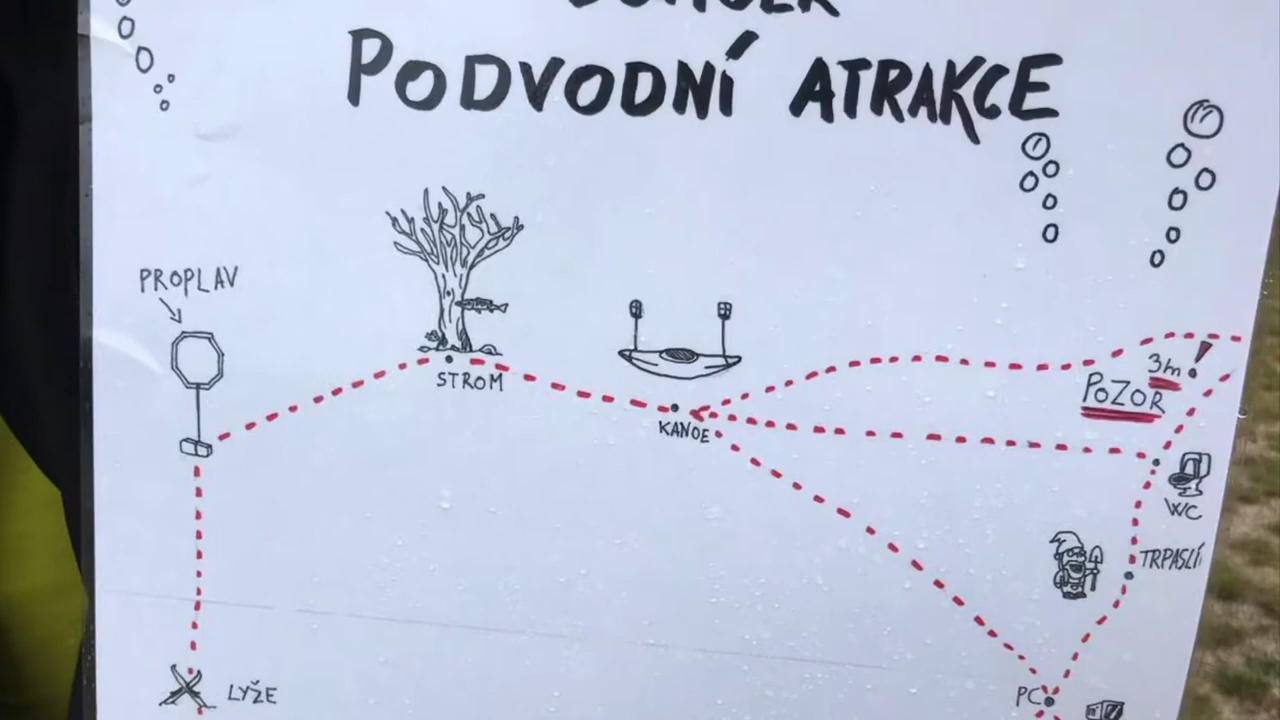 PODVODNÍ ATRAKCE
PROPLAV
STROM
KANOE
3m
POZOR
WC
TRPASLÍ
PC
LYŽE